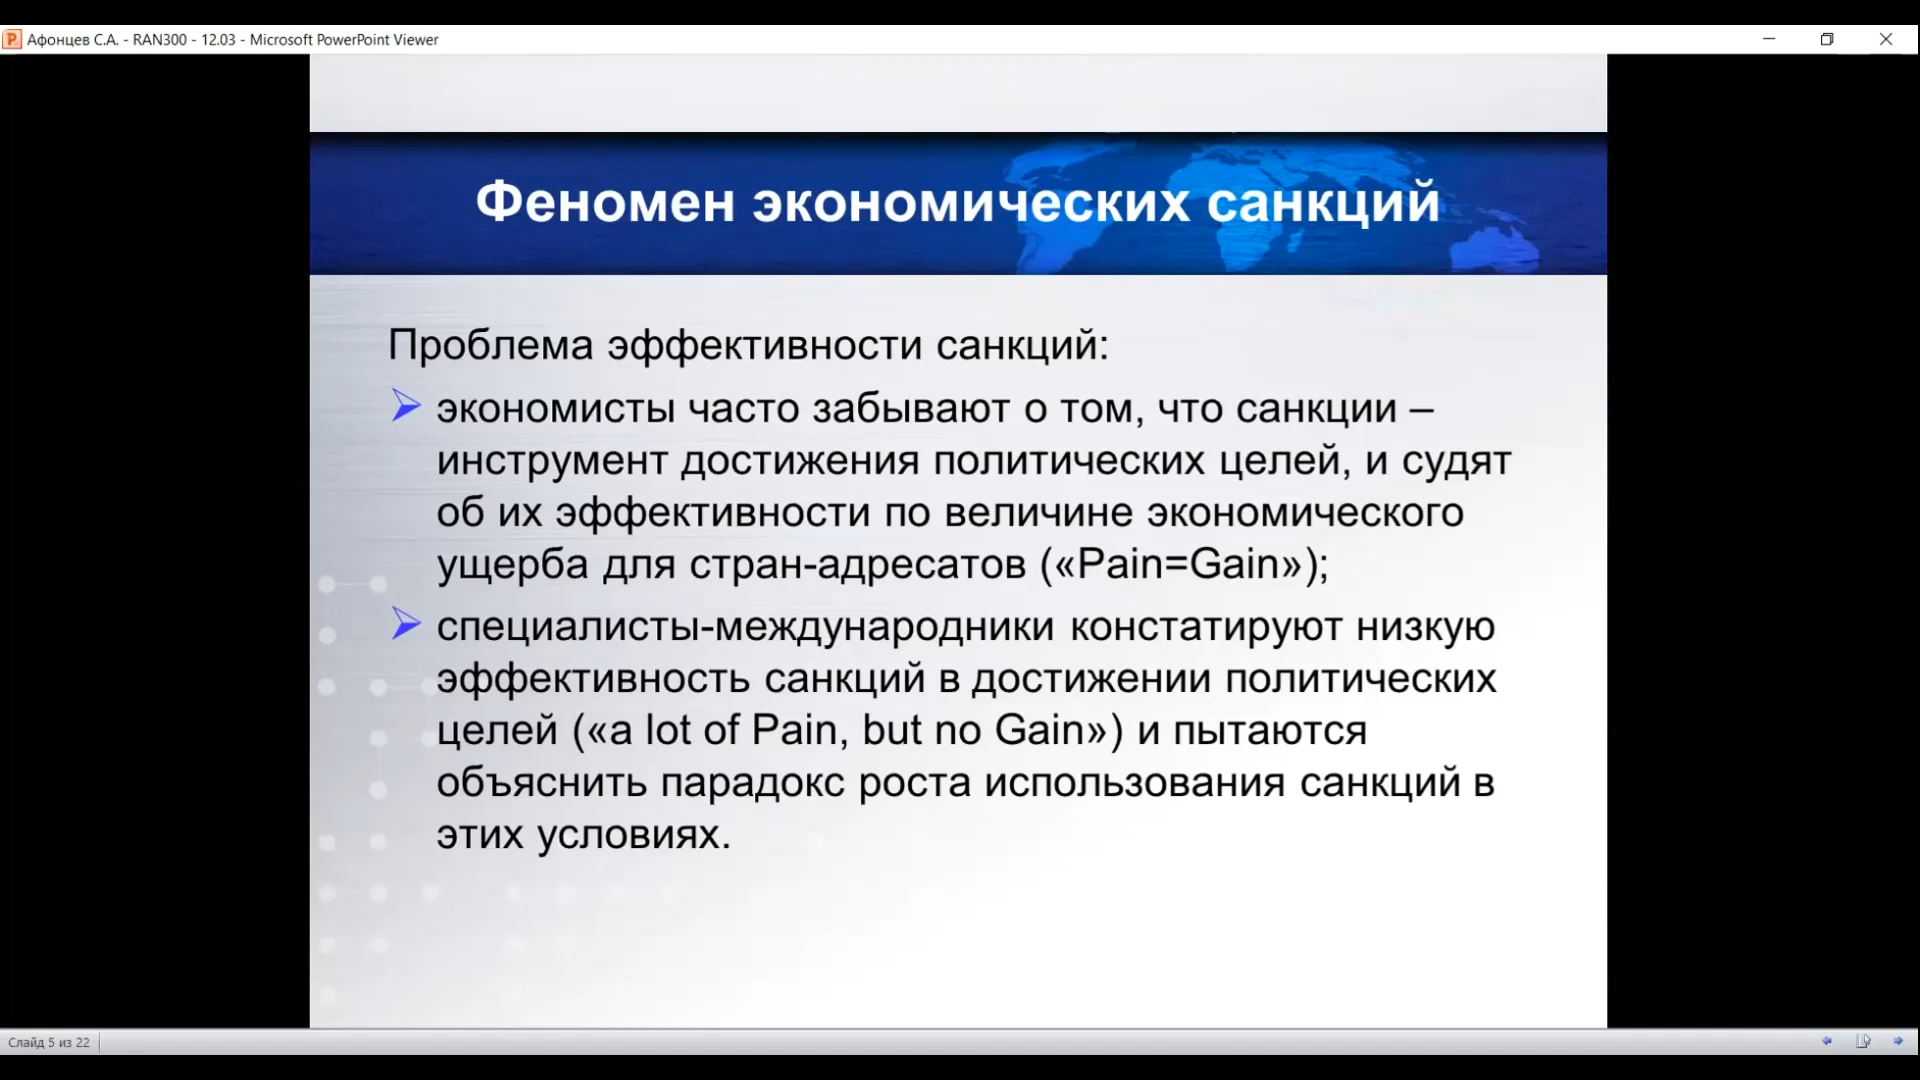 Афонцев С.А. - RAN300 - 12.03 - Microsoft PowerPoint Viewer
Феномен экономических санкций
Проблема эффективности санкций:
экономисты часто забывают о том, что санкции –
инструмент достижения политических целей, и судят
об их эффективности по величине экономического
ущерба для стран-адресатов («Pain=Gain»);
специалисты-международники констатируют низкую
эффективность санкций в достижении политических
целей («a lot of Pain, but no Gain») и пытаются
объяснить парадокс роста использования санкций в
этих условиях.
Слайд 5 из 22